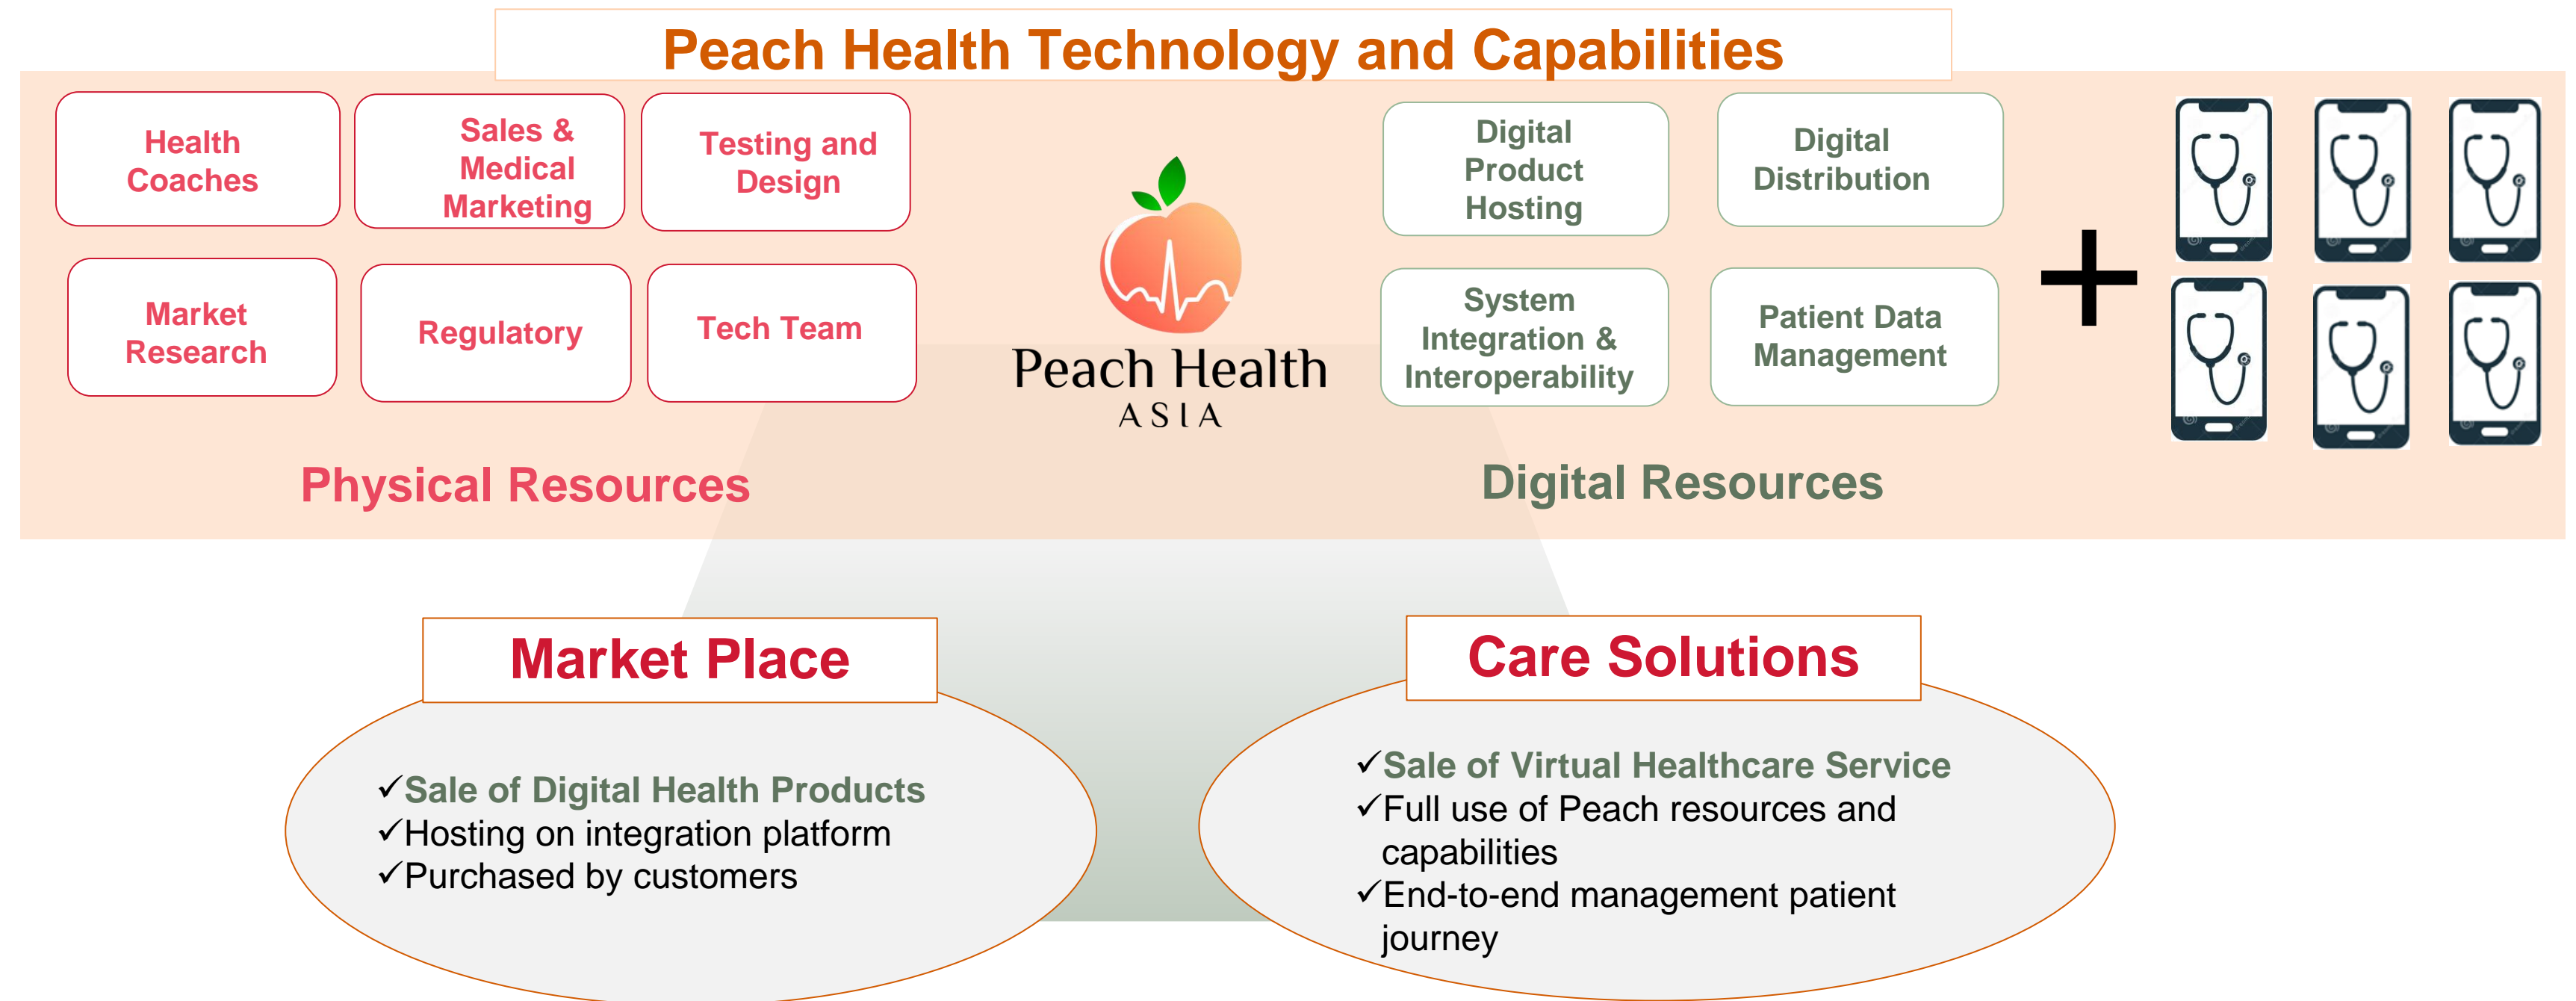 Peach Health Technology and Capabilities
Health
Coaches
Sales &
Medical
Marketing
Testing and
Design
Market
Research
Regulatory
Tech Team
Physical Resources
Peach Health
ASIA
Digital
Product
Hosting
Digital
Distribution
System
Integration &
Interoperability
Patient Data
Management
Digital Resources
+
Market Place
✓Sale of Digital Health Products
✓Hosting on integration platform
✓Purchased by customers
Care Solutions
✓Sale of Virtual Healthcare Service
✓Full use of Peach resources and
capabilities
✓End-to-end management patient
journey